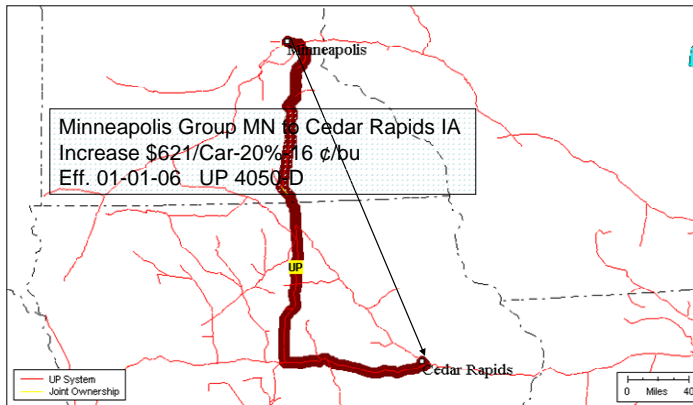 Minneapolis
Minneapolis Group MN to Cedar Rapids IA
Increase $621/Car-20%-16 ¢/bu
Eff. 01-01-06 UP 4050-D
UP
Cedar Rapids
UP System
Joint Ownership
0 Miles 40